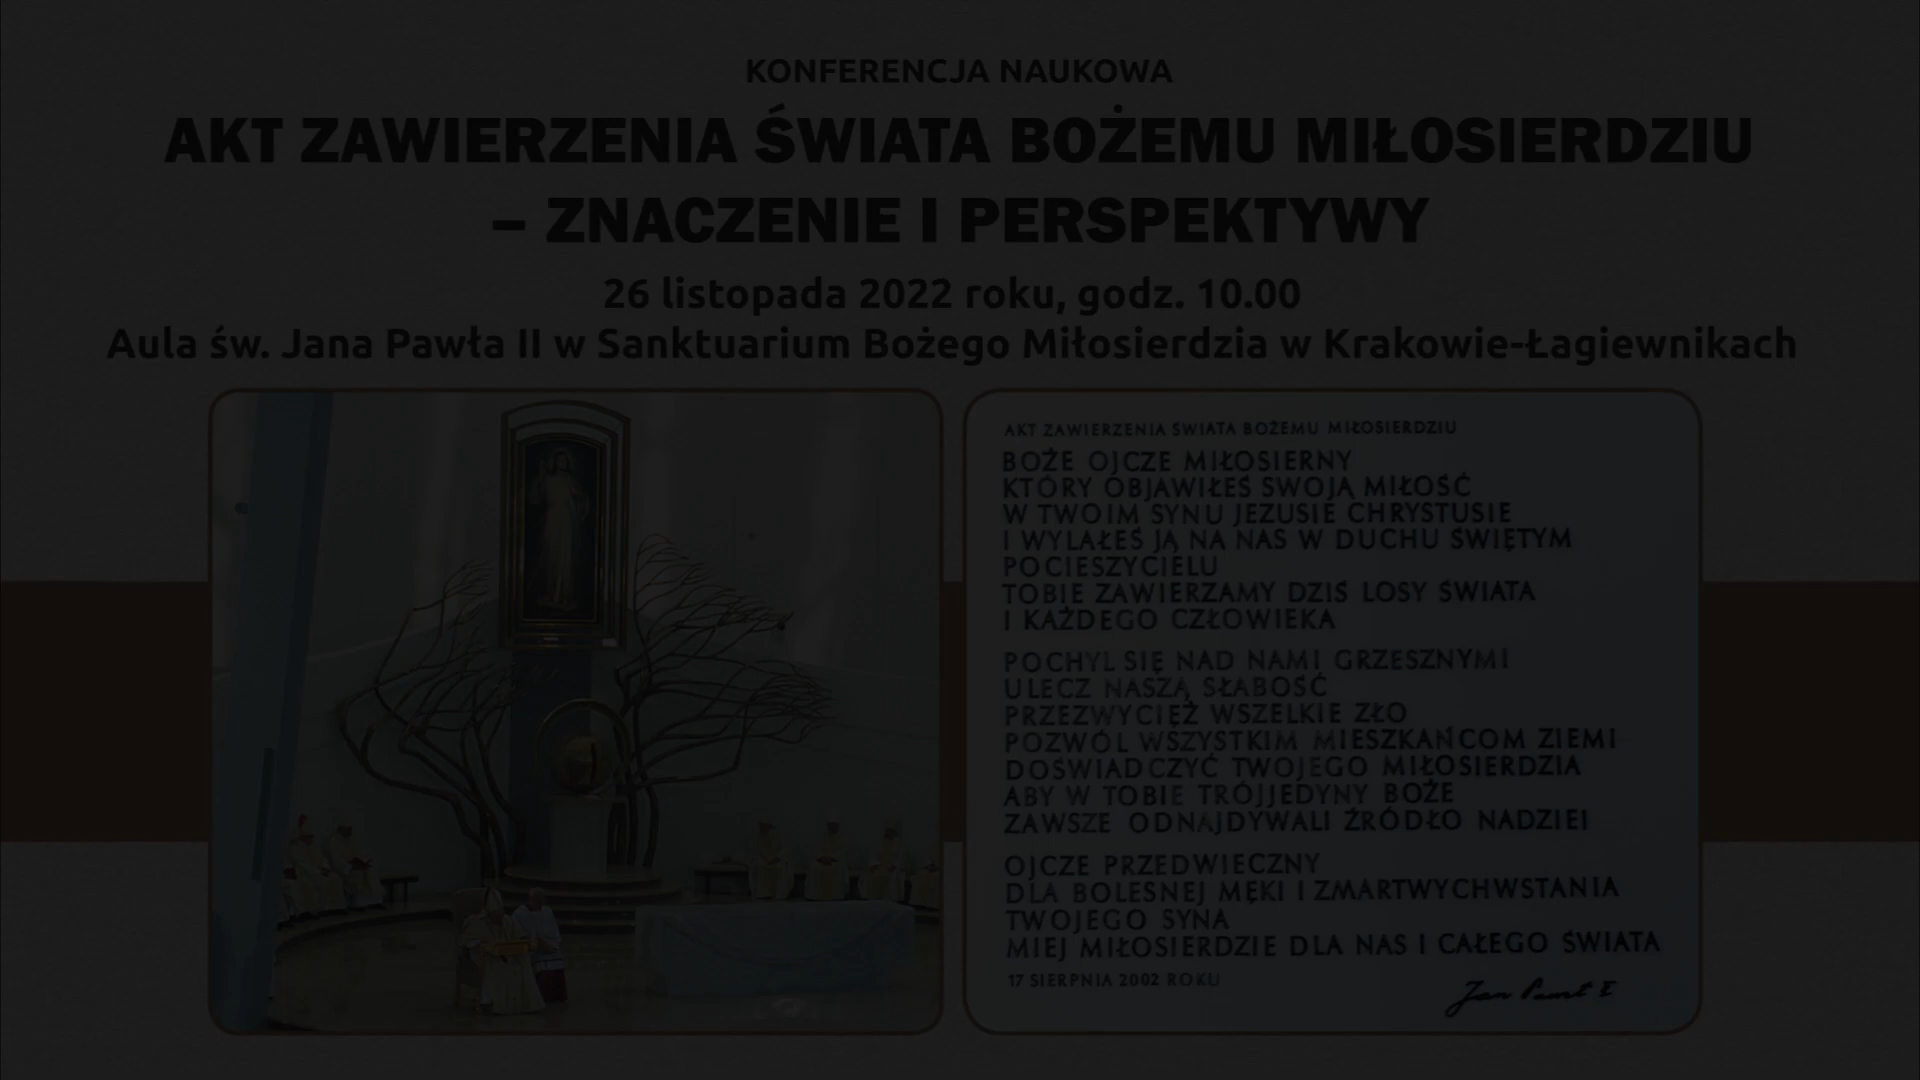 KONFERENCJA NAUKOWA
AKT ZAWIERZENIA ŚWIATA BOŻEMU MIŁOSIERDZIU
– ZNACZENIE I PERSPEKTYWY
26 listopada 2022 roku, godz. 10.00
Aula św. Jana Pawła II w Sanktuarium Bożego Miłosierdzia w Krakowie-Łagiewnikach
AKT ZAWIERZENIA ŚWIATA BOŻEMU MIŁOSIERDZIU
BOŻE OJCZE MIŁOSIERNY
KTÓRY OBJAWIŁEŚ SWOJĄ MIŁOŚĆ
W TWOIM SYNU JEZUSIE CHRYSTUSIE
I WYLAŁEŚ JĄ NA NAS W DUCHU ŚWIĘTYM
POCIESZYCIELU
TOBIE ZAWIERZAMY DZIŚ LOSY ŚWIATA
I KAŻDEGO CZŁOWIEKA
POCHYL SIĘ NAD NAMI GRZESZNYMI
ULECZ NASZĄ SŁABOŚĆ
PRZEZWYCIĘŻ WSZELKIE ZŁO
POZWÓL WSZYSTKIM MIESZKAŃCOM ZIEMI
DOŚWIADCZYĆ TWOJEGO MIŁOSIERDZIA
ABY W TOBIE TRÓJJEDYNY BOŻE
ZAWSZE ODNAJDYWALI ŹRÓDŁO NADZIEI
OJCZE PRZEDWIECZNY
DLA BOLESNEJ MĘKI I ZMARTWYCHWSTANIA
TWOJEGO SYNA
MIEJ MIŁOSIERDZIE DLA NAS I CAŁEGO ŚWIATA
17 SIERPNIA 2002 ROKU
Jan Paweł II